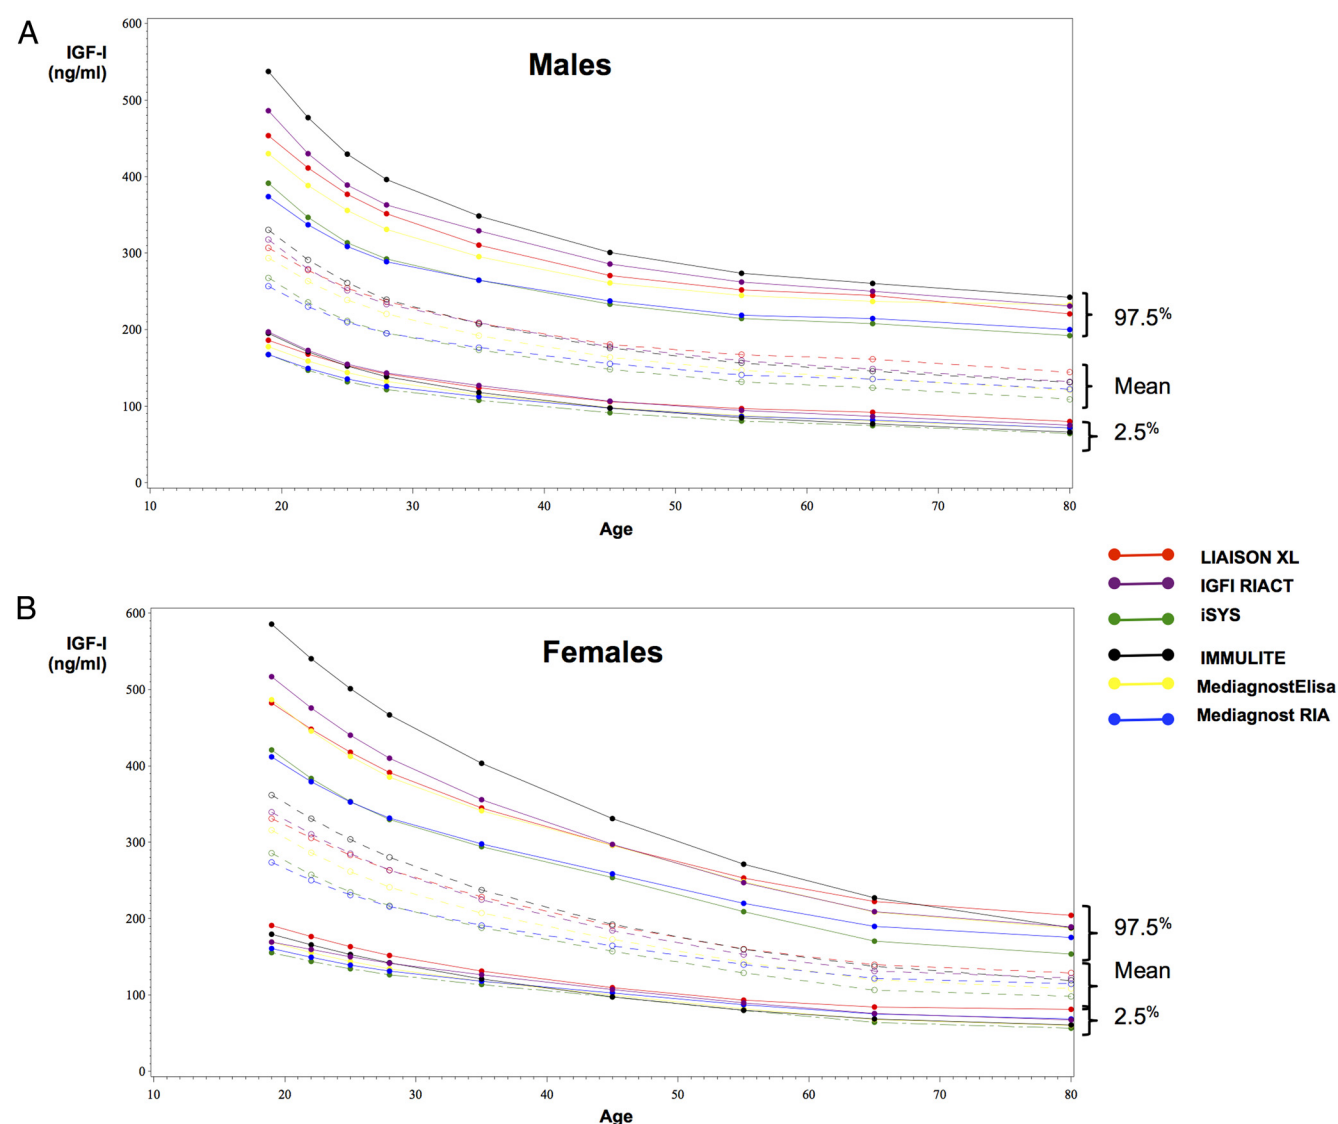 A
IGF-I
(ng/ml)
Males
600
500
400
300
200
100
0
97.5%
Mean
2.5%
10 20 30 40 50 60 70 80
Age
LIAISON XL
IGFI RIACT
iSYS
IMMULITE
MediagnostElisa
Mediagnost RIA
B
IGF-I
(ng/ml)
Females
600
500
400
300
200
100
0
97.5%
Mean
2.5%
10 20 30 40 50 60 70 80
Age